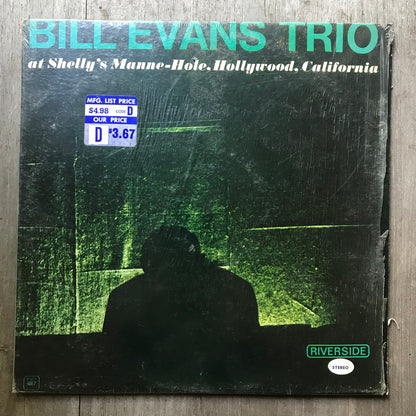 BILL EVANS TRIO
at Shelly's Manne-Hole, Hollywood, California
MFG. LIST PRICE
$4.98 CODE D
OUR PRICE
D $3.67
RIVERSIDE
STEREO